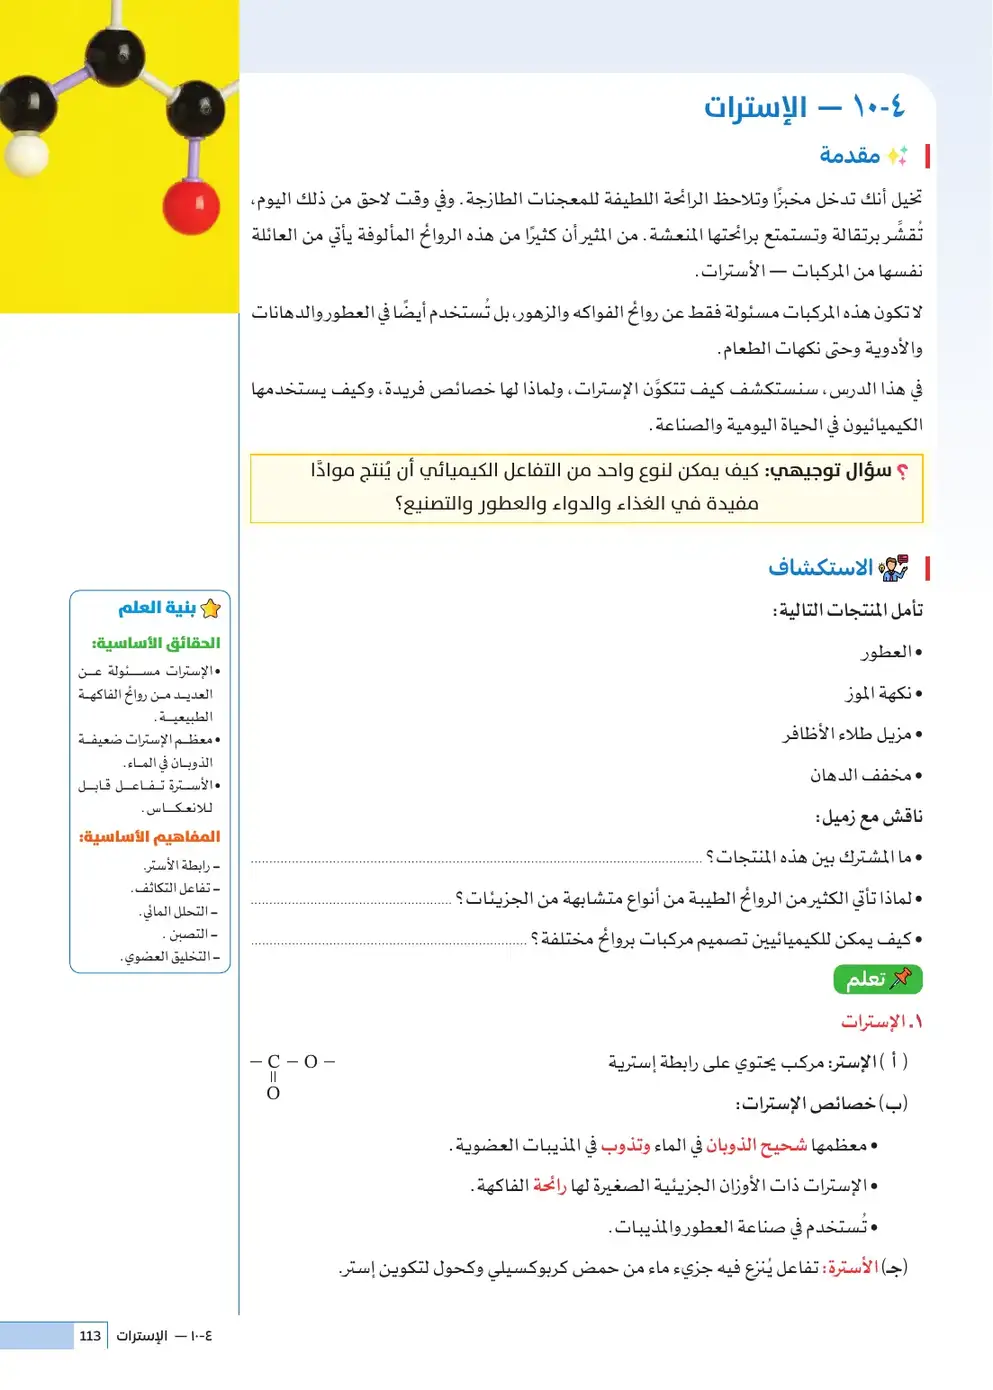 ٤-١٠ — الإسترات
مقدمة
تخيل أنك تدخل مخبزًا وتلاحظ الرائحة اللطيفة للمعجنات الطازجة. وفي وقت لاحق من ذلك اليوم،
تُقشِّر برتقالة وتستمتع برائحتها المنعشة. من المثير أن كثيرًا من هذه الروائح المألوفة يأتي من العائلة
نفسها من المركبات — الأسترات.
لا تكون هذه المركبات مسئولة فقط عن روائح الفواكه والزهور، بل تُستخدم أيضًا في العطور والدهانات
والأدوية وحتى نكهات الطعام.
في هذا الدرس، سنستكشف كيف تتكوَّن الإسترات، ولماذا لها خصائص فريدة، وكيف يستخدمها
الكيميائيون في الحياة اليومية والصناعة.
؟ سؤال توجيهي: كيف يمكن لنوع واحد من التفاعل الكيميائي أن يُنتج موادًّا
مفيدة في الغذاء والدواء والعطور والتصنيع؟
الاستكشاف
تأمل المنتجات التالية:
• العطور
• نكهة الموز
• مزيل طلاء الأظافر
• مخفف الدهان
ناقش مع زميل:
• ما المشترك بين هذه المنتجات؟
• لماذا تأتي الكثير من الروائح الطيبة من أنواع متشابهة من الجزيئات؟
• كيف يمكن للكيميائيين تصميم مركبات بروائح مختلفة؟
تعلم
١. الإسترات
( أ ) الإستر: مركب يحتوي على رابطة إسترية
– C – O –
||
O
(ب) خصائص الإسترات:
• معظمها شحيح الذوبان في الماء وتذوب في المذيبات العضوية.
• الإسترات ذات الأوزان الجزيئية الصغيرة لها رائحة الفاكهة.
• تُستخدم في صناعة العطور والمذيبات.
(جـ) الأسترة: تفاعل يُنزع فيه جزيء ماء من حمض كربوكسيلي وكحول لتكوين إستر.
بنية العلم
الحقائق الأساسية:
• الإسترات مسئولة عن
العديد من روائح الفاكهة
الطبيعية.
• معظم الإسترات ضعيفة
الذوبان في الماء.
• الأسترة تفاعل قابل
للانعكاس.
المفاهيم الأساسية:
– رابطة الأستر.
– تفاعل التكاثف.
– التحلل المائي.
– التصبن .
– التخليق العضوي.
٤-١٠ — الإسترات
113